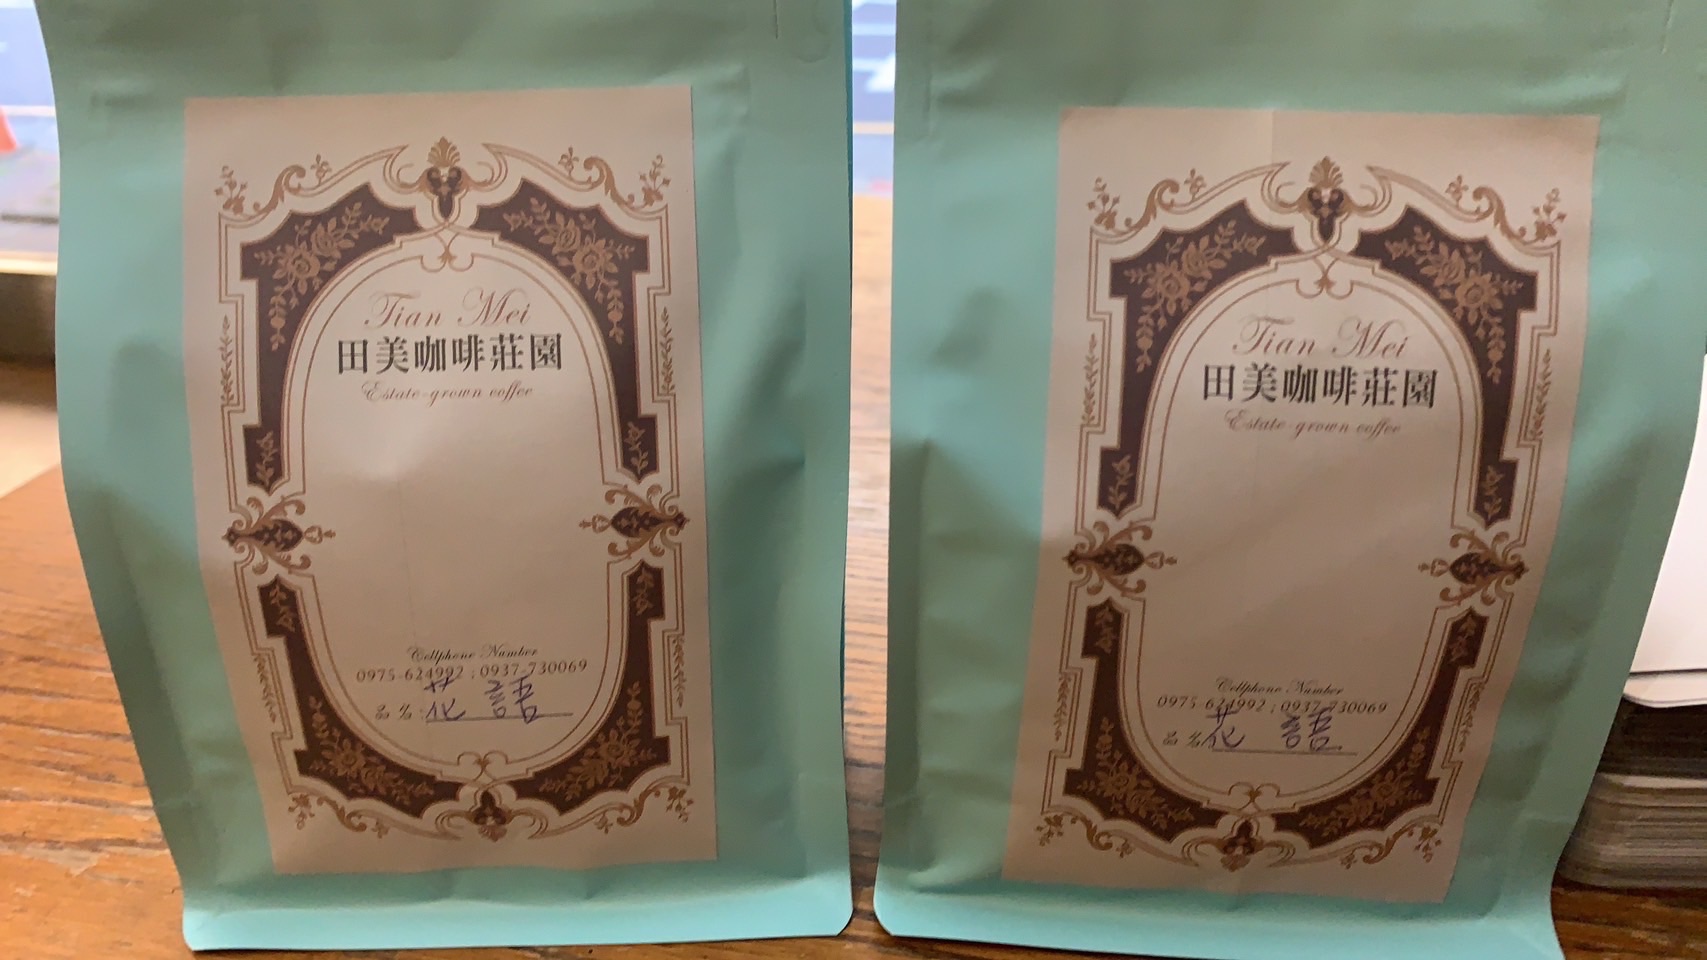 Tian Mei
田美咖啡莊園
Estate-grown coffee
Cellphone Number
0975-624992 ; 0937-730069
品名:花語
Tian Mei
田美咖啡莊園
Estate-grown coffee
Cellphone Number
0975-624992 ; 0937-730069
品名:花語